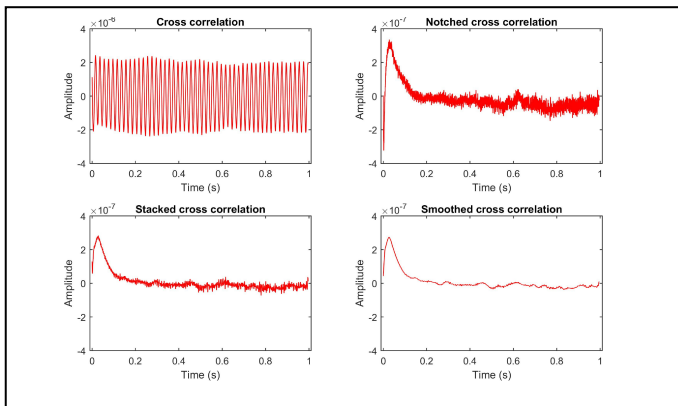 Cross correlation
×10⁻⁶
4
2
0
-2
-4
Amplitude
0 0.2 0.4 0.6 0.8 1
Time (s)
Notched cross correlation
×10⁻⁷
4
2
0
-2
-4
Amplitude
0 0.2 0.4 0.6 0.8 1
Time (s)
Stacked cross correlation
×10⁻⁷
4
2
0
-2
-4
Amplitude
0 0.2 0.4 0.6 0.8 1
Time (s)
Smoothed cross correlation
×10⁻⁷
4
2
0
-2
-4
Amplitude
0 0.2 0.4 0.6 0.8 1
Time (s)